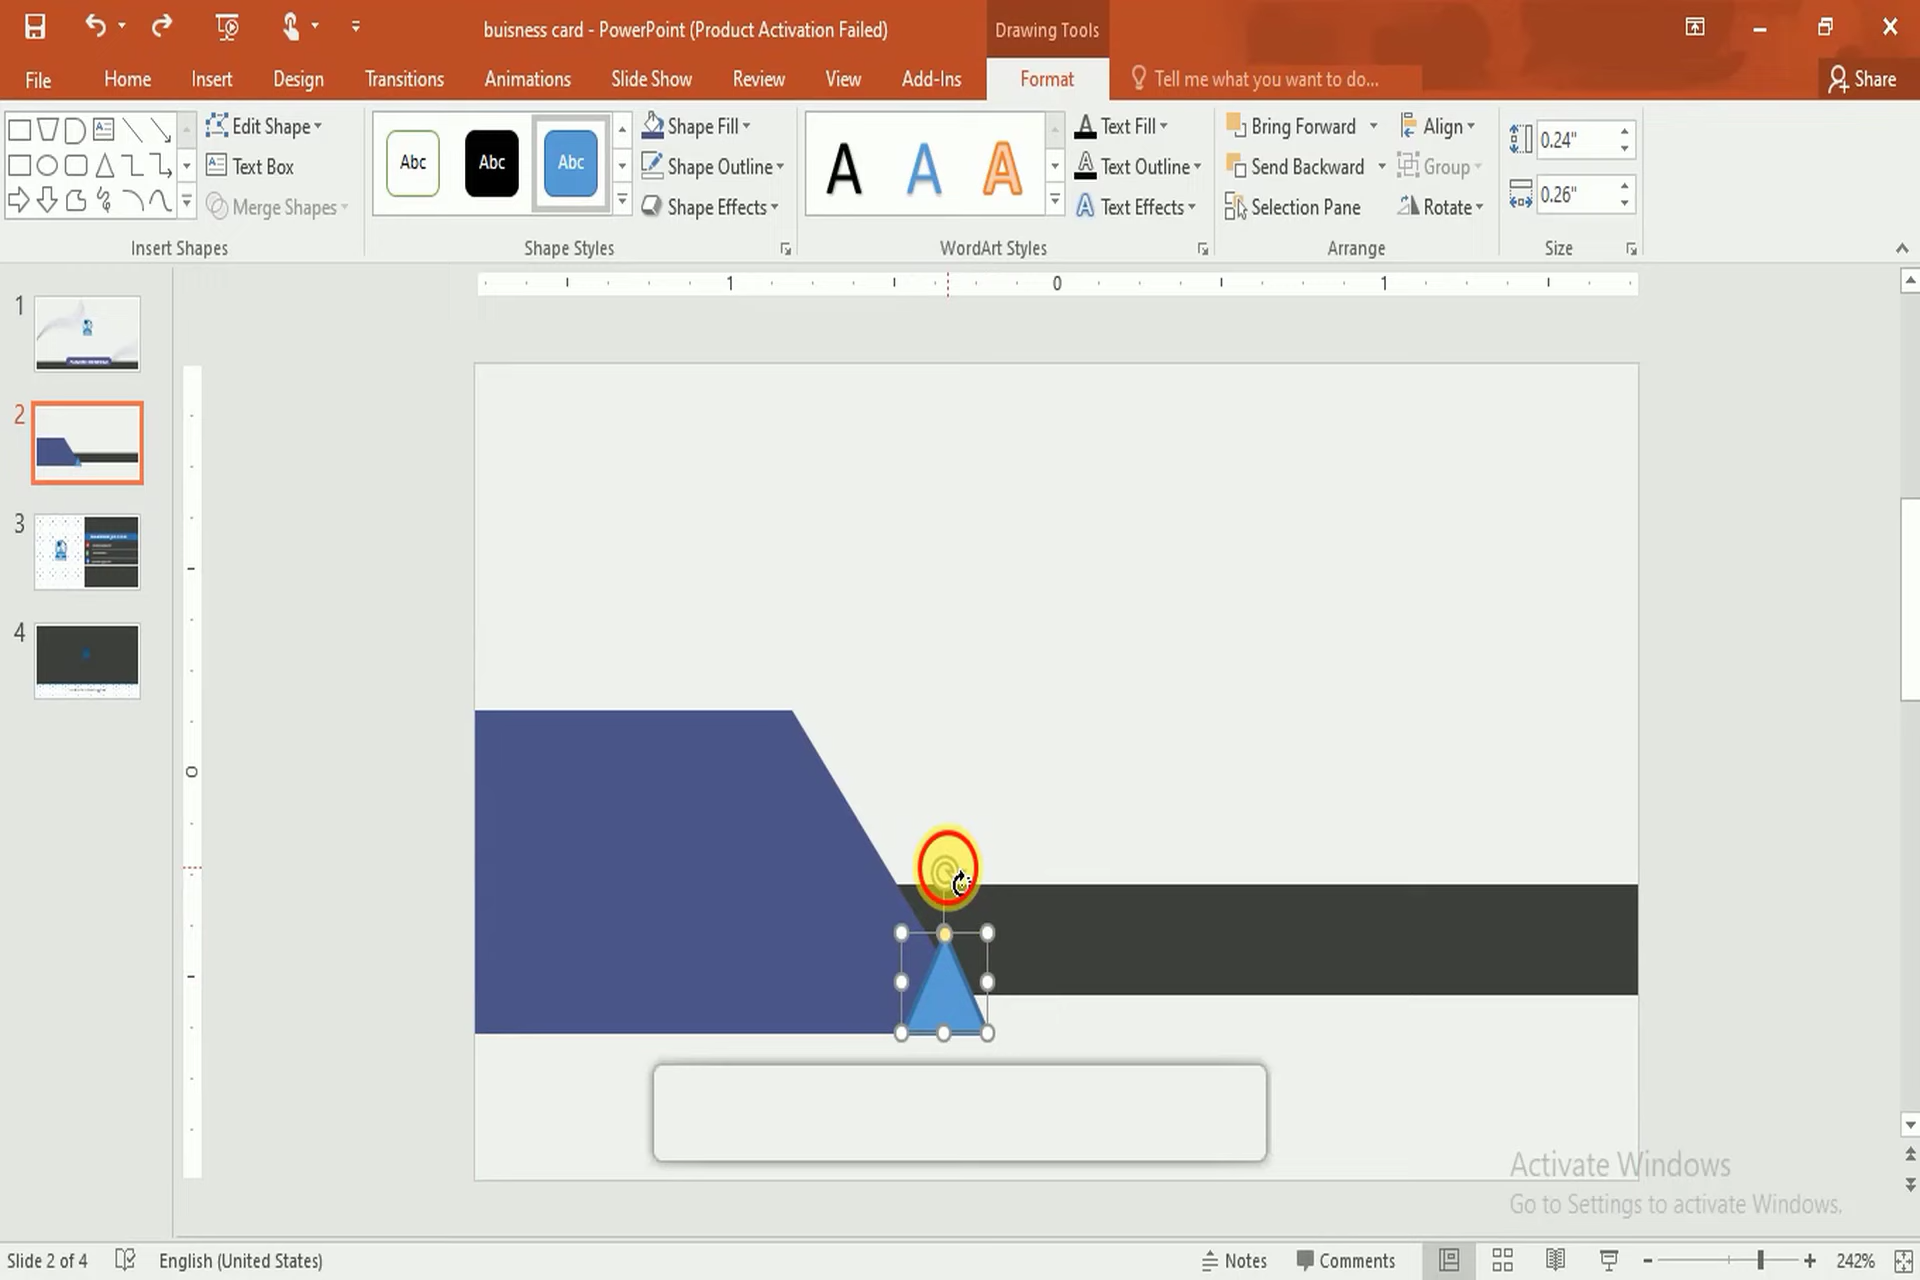 buisness card - PowerPoint (Product Activation Failed)
Drawing Tools
File Home Insert Design Transitions Animations Slide Show Review View Add-Ins Format Tell me what you want to do... Share
Edit Shape
Text Box
Merge Shapes
Insert Shapes
Abc Abc Abc
Shape Fill
Shape Outline
Shape Effects
Shape Styles
A A A
Text Fill
Text Outline
Text Effects
WordArt Styles
Bring Forward
Send Backward
Selection Pane
Align
Group
Rotate
Arrange
0.24"
0.26"
Size
1 0 1
1
2
3
4
0
Activate Windows
Go to Settings to activate Windows.
Slide 2 of 4 English (United States) Notes Comments 242%